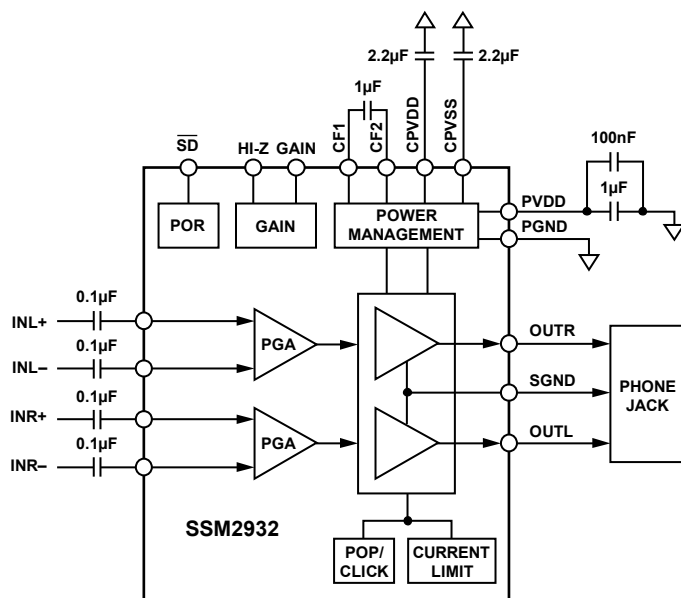 2.2µF
2.2µF
1µF
CF1
CF2
CPVDD
CPVSS
SD
HI-Z GAIN
100nF
1µF
PVDD
PGND
POR
GAIN
POWER
MANAGEMENT
0.1µF
INL+
0.1µF
INL–
0.1µF
INR+
0.1µF
INR–
PGA
PGA
OUTR
SGND
OUTL
PHONE
JACK
SSM2932
POP/
CLICK
CURRENT
LIMIT